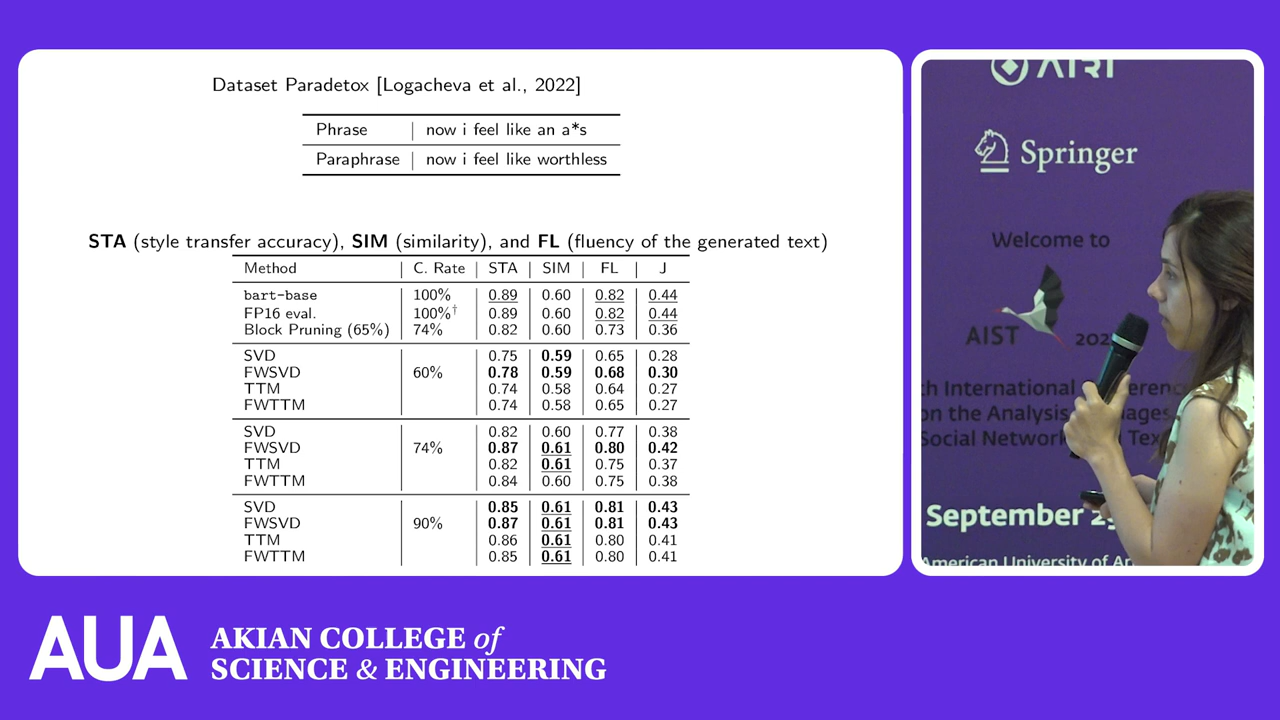 Dataset Paradetox [Logacheva et al., 2022]
Phrase | now i feel like an a*s
Paraphrase | now i feel like worthless
STA (style transfer accuracy), SIM (similarity), and FL (fluency of the generated text)
Method | C. Rate | STA | SIM | FL | J
bart-base | 100% | 0.89 | 0.60 | 0.82 | 0.44
FP16 eval. | 100%† | 0.89 | 0.60 | 0.82 | 0.44
Block Pruning (65%) | 74% | 0.82 | 0.60 | 0.73 | 0.36
SVD | 0.75 | 0.59 | 0.65 | 0.28
FWSVD | 60% | 0.78 | 0.59 | 0.68 | 0.30
TTM | 0.74 | 0.58 | 0.64 | 0.27
FWTTM | 0.74 | 0.58 | 0.65 | 0.27
SVD | 0.82 | 0.60 | 0.77 | 0.38
FWSVD | 74% | 0.87 | 0.61 | 0.80 | 0.42
TTM | 0.82 | 0.61 | 0.75 | 0.37
FWTTM | 0.84 | 0.60 | 0.75 | 0.38
SVD | 0.85 | 0.61 | 0.81 | 0.43
FWSVD | 90% | 0.87 | 0.61 | 0.81 | 0.43
TTM | 0.86 | 0.61 | 0.80 | 0.41
FWTTM | 0.85 | 0.61 | 0.80 | 0.41
AIRI
Springer
Welcome to
AIST 202
th International
on the Analysis
Social Network
September 2
American University of
AUA
AKIAN COLLEGE of
SCIENCE & ENGINEERING